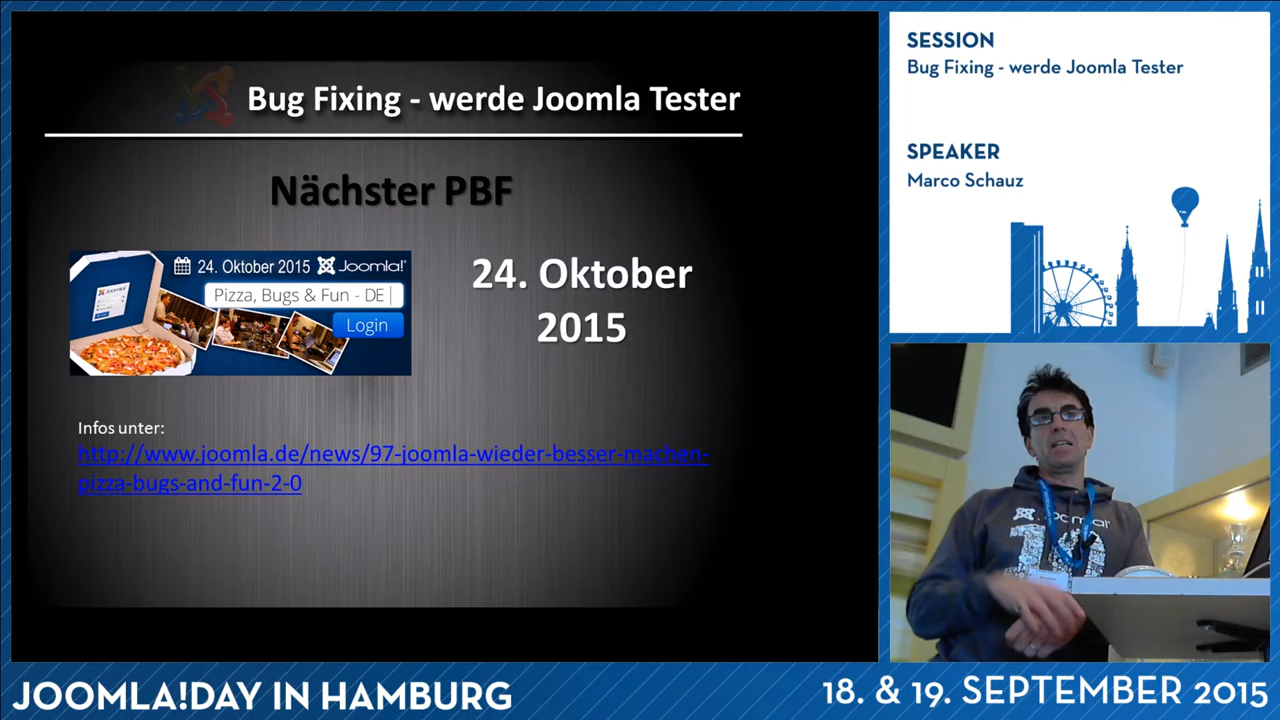 Bug Fixing - werde Joomla Tester
Nächster PBF
24. Oktober 2015 Joomla!
Pizza, Bugs & Fun - DE
Login
24. Oktober
2015
Infos unter:
http://www.joomla.de/news/97-joomla-wieder-besser-machen-
pizza-bugs-and-fun-2-0
SESSION
Bug Fixing - werde Joomla Tester
SPEAKER
Marco Schauz
Joomla!
10
JOOMLA!DAY IN HAMBURG
18. & 19. SEPTEMBER 2015